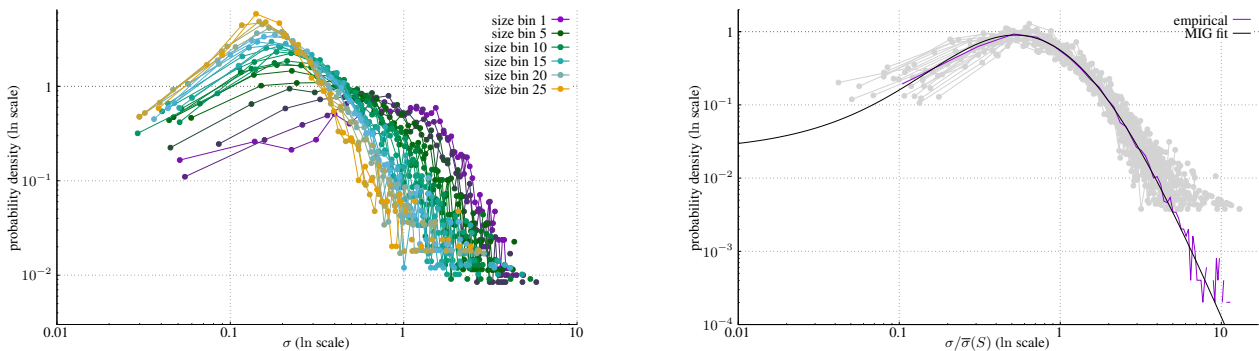 size bin 1
size bin 5
size bin 10
size bin 15
size bin 20
size bin 25
probability density (ln scale)
1
10⁻¹
10⁻²
0.01 0.1 1 10
σ (ln scale)
empirical
MIG fit
probability density (ln scale)
1
10⁻¹
10⁻²
10⁻³
10⁻⁴
0.01 0.1 1 10
σ/σ̅(S) (ln scale)